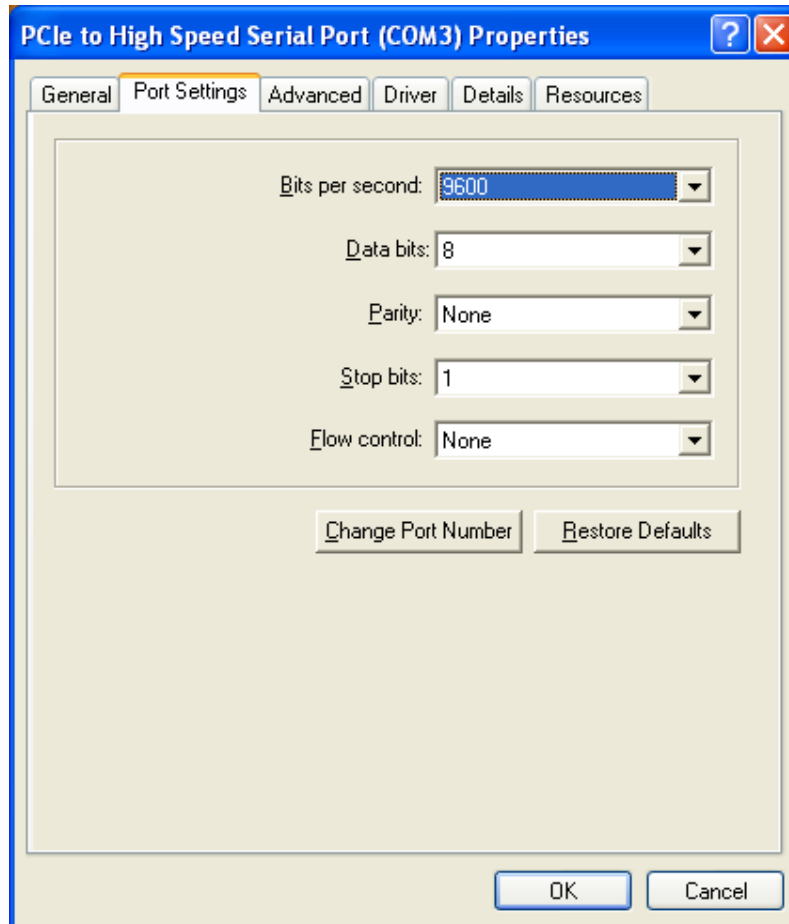 PCIe to High Speed Serial Port (COM3) Properties
General Port Settings Advanced Driver Details Resources
Bits per second: 9600
Data bits: 8
Parity: None
Stop bits: 1
Flow control: None
Change Port Number Restore Defaults
OK Cancel